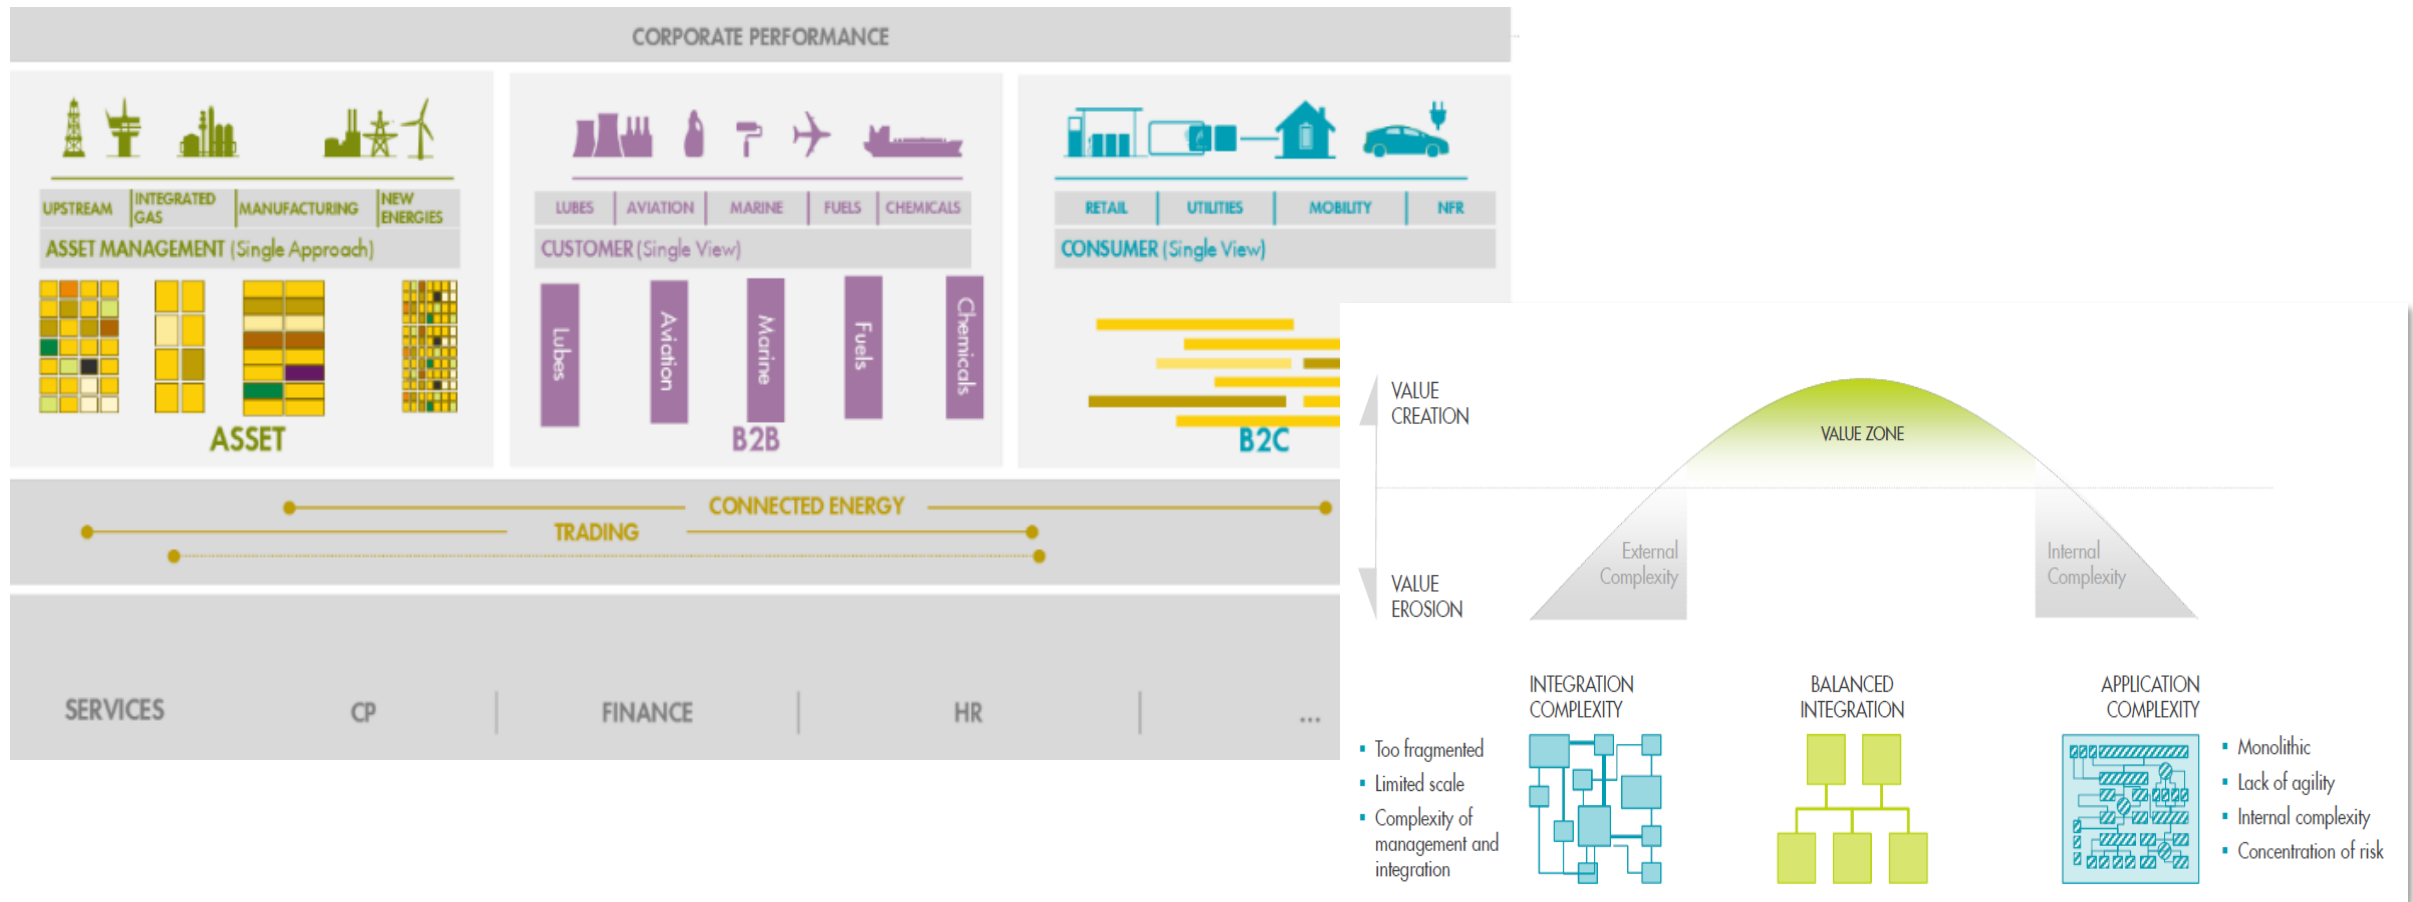 CORPORATE PERFORMANCE
UPSTREAM
INTEGRATED
GAS
MANUFACTURING
NEW
ENERGIES
ASSET MANAGEMENT (Single Approach)
ASSET
LUBES
AVIATION
MARINE
FUELS
CHEMICALS
CUSTOMER (Single View)
Lubes
Aviation
Marine
Fuels
Chemicals
B2B
RETAIL
UTILITIES
MOBILITY
NFR
CONSUMER (Single View)
B2C
CONNECTED ENERGY
TRADING
SERVICES
CP
FINANCE
HR
...
VALUE
CREATION
VALUE ZONE
External
Complexity
Internal
Complexity
VALUE
EROSION
INTEGRATION
COMPLEXITY
▪ Too fragmented
▪ Limited scale
▪ Complexity of
management and
integration
BALANCED
INTEGRATION
APPLICATION
COMPLEXITY
▪ Monolithic
▪ Lack of agility
▪ Internal complexity
▪ Concentration of risk